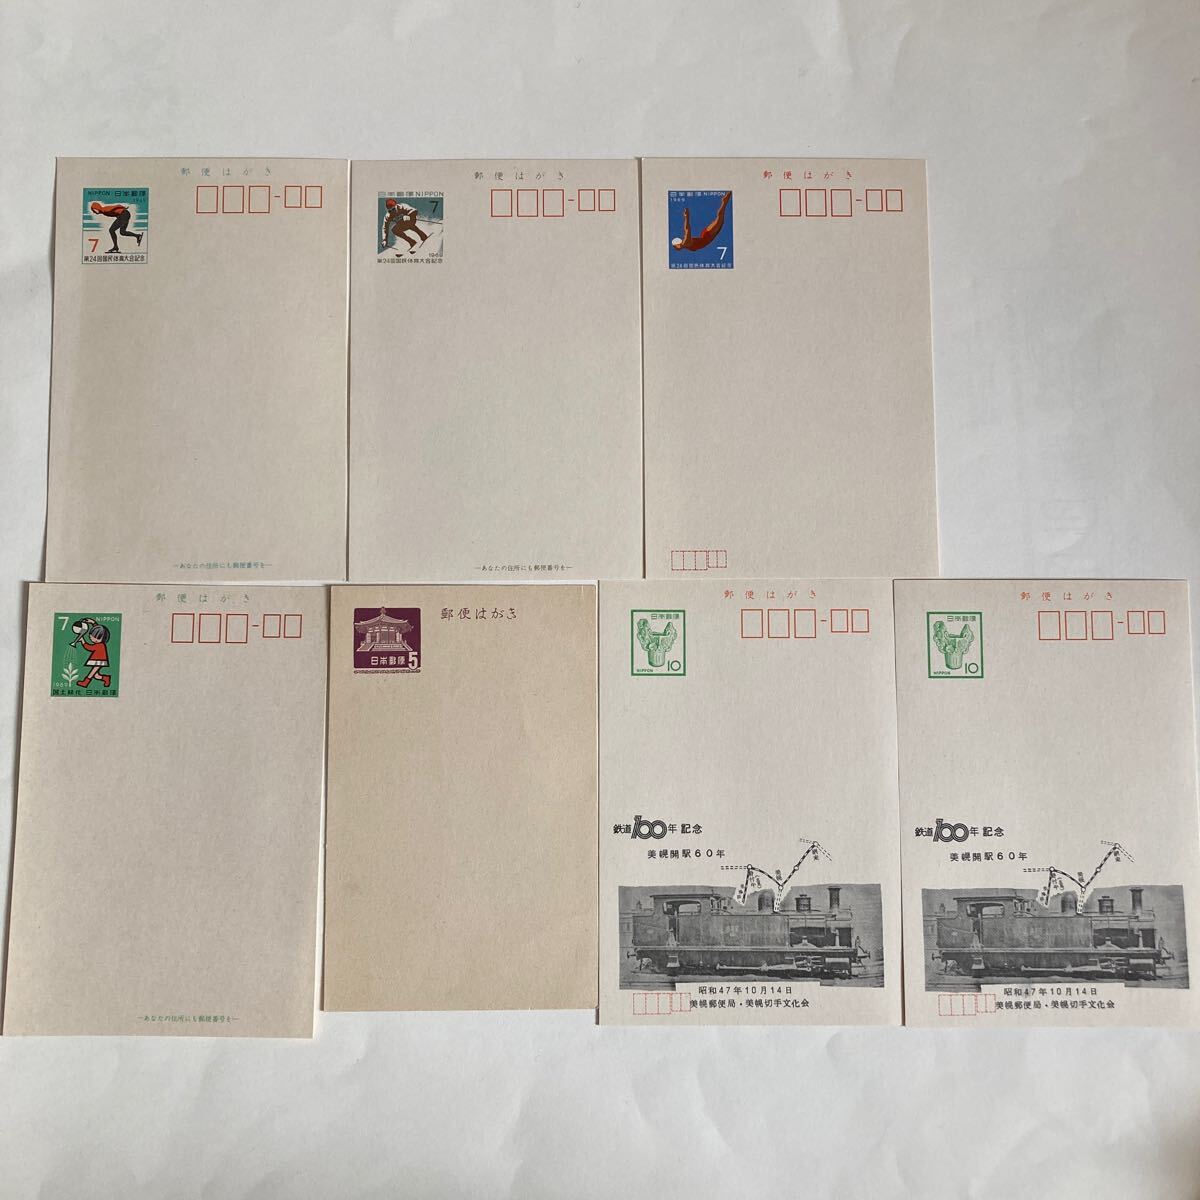 郵便はがき
NIPPON 日本郵便
1969
7
第24回国民体育大会記念
―あなたの住所にも郵便番号を―
郵便はがき
日本郵便 NIPPON
7
196
第24回国民体育大会記念
―あなたの住所にも郵便番号を―
郵便はがき
日本郵便 NIPPON
1969
7
第24回国民体育大会記念
郵便はがき
7 NIPPON
1969
国土緑化 日本郵便
―あなたの住所にも郵便番号を―
郵便はがき
日本郵便 5
郵便はがき
日本郵便
10
NIPPON
鉄道100年記念
美幌開駅60年
美幌
昭和47年10月14日
美幌郵便局・美幌切手文化会
郵便はがき
日本郵便
10
NIPPON
鉄道100年記念
美幌開駅60年
美幌
昭和47年10月14日
美幌郵便局・美幌切手文化会